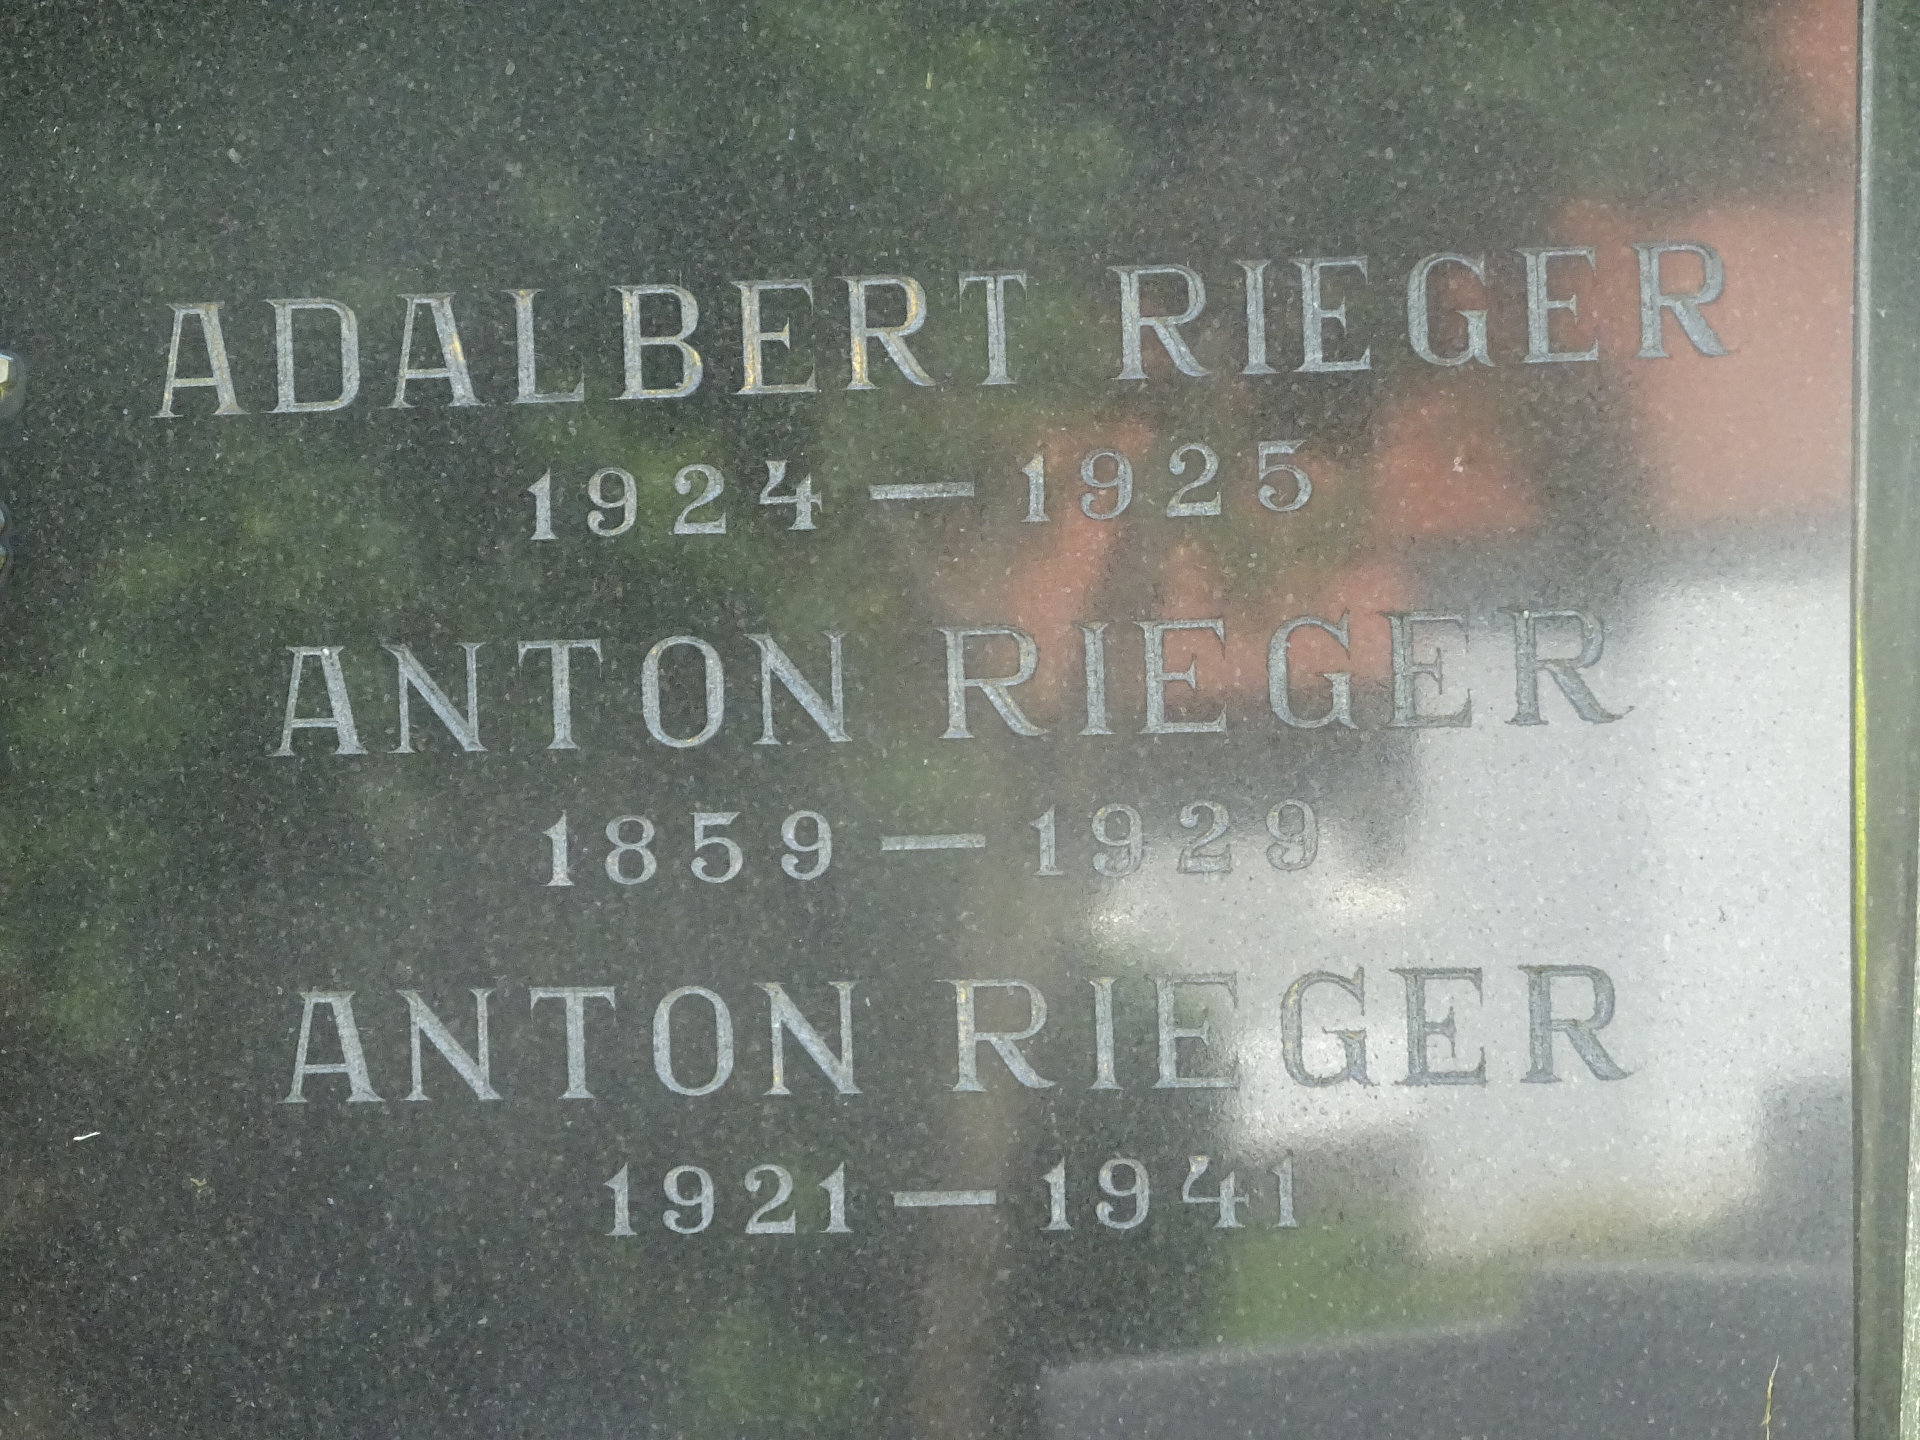 ADALBERT RIEGER
1924 — 1925
ANTON RIEGER
1859 — 1929
ANTON RIEGER
1921 — 1941